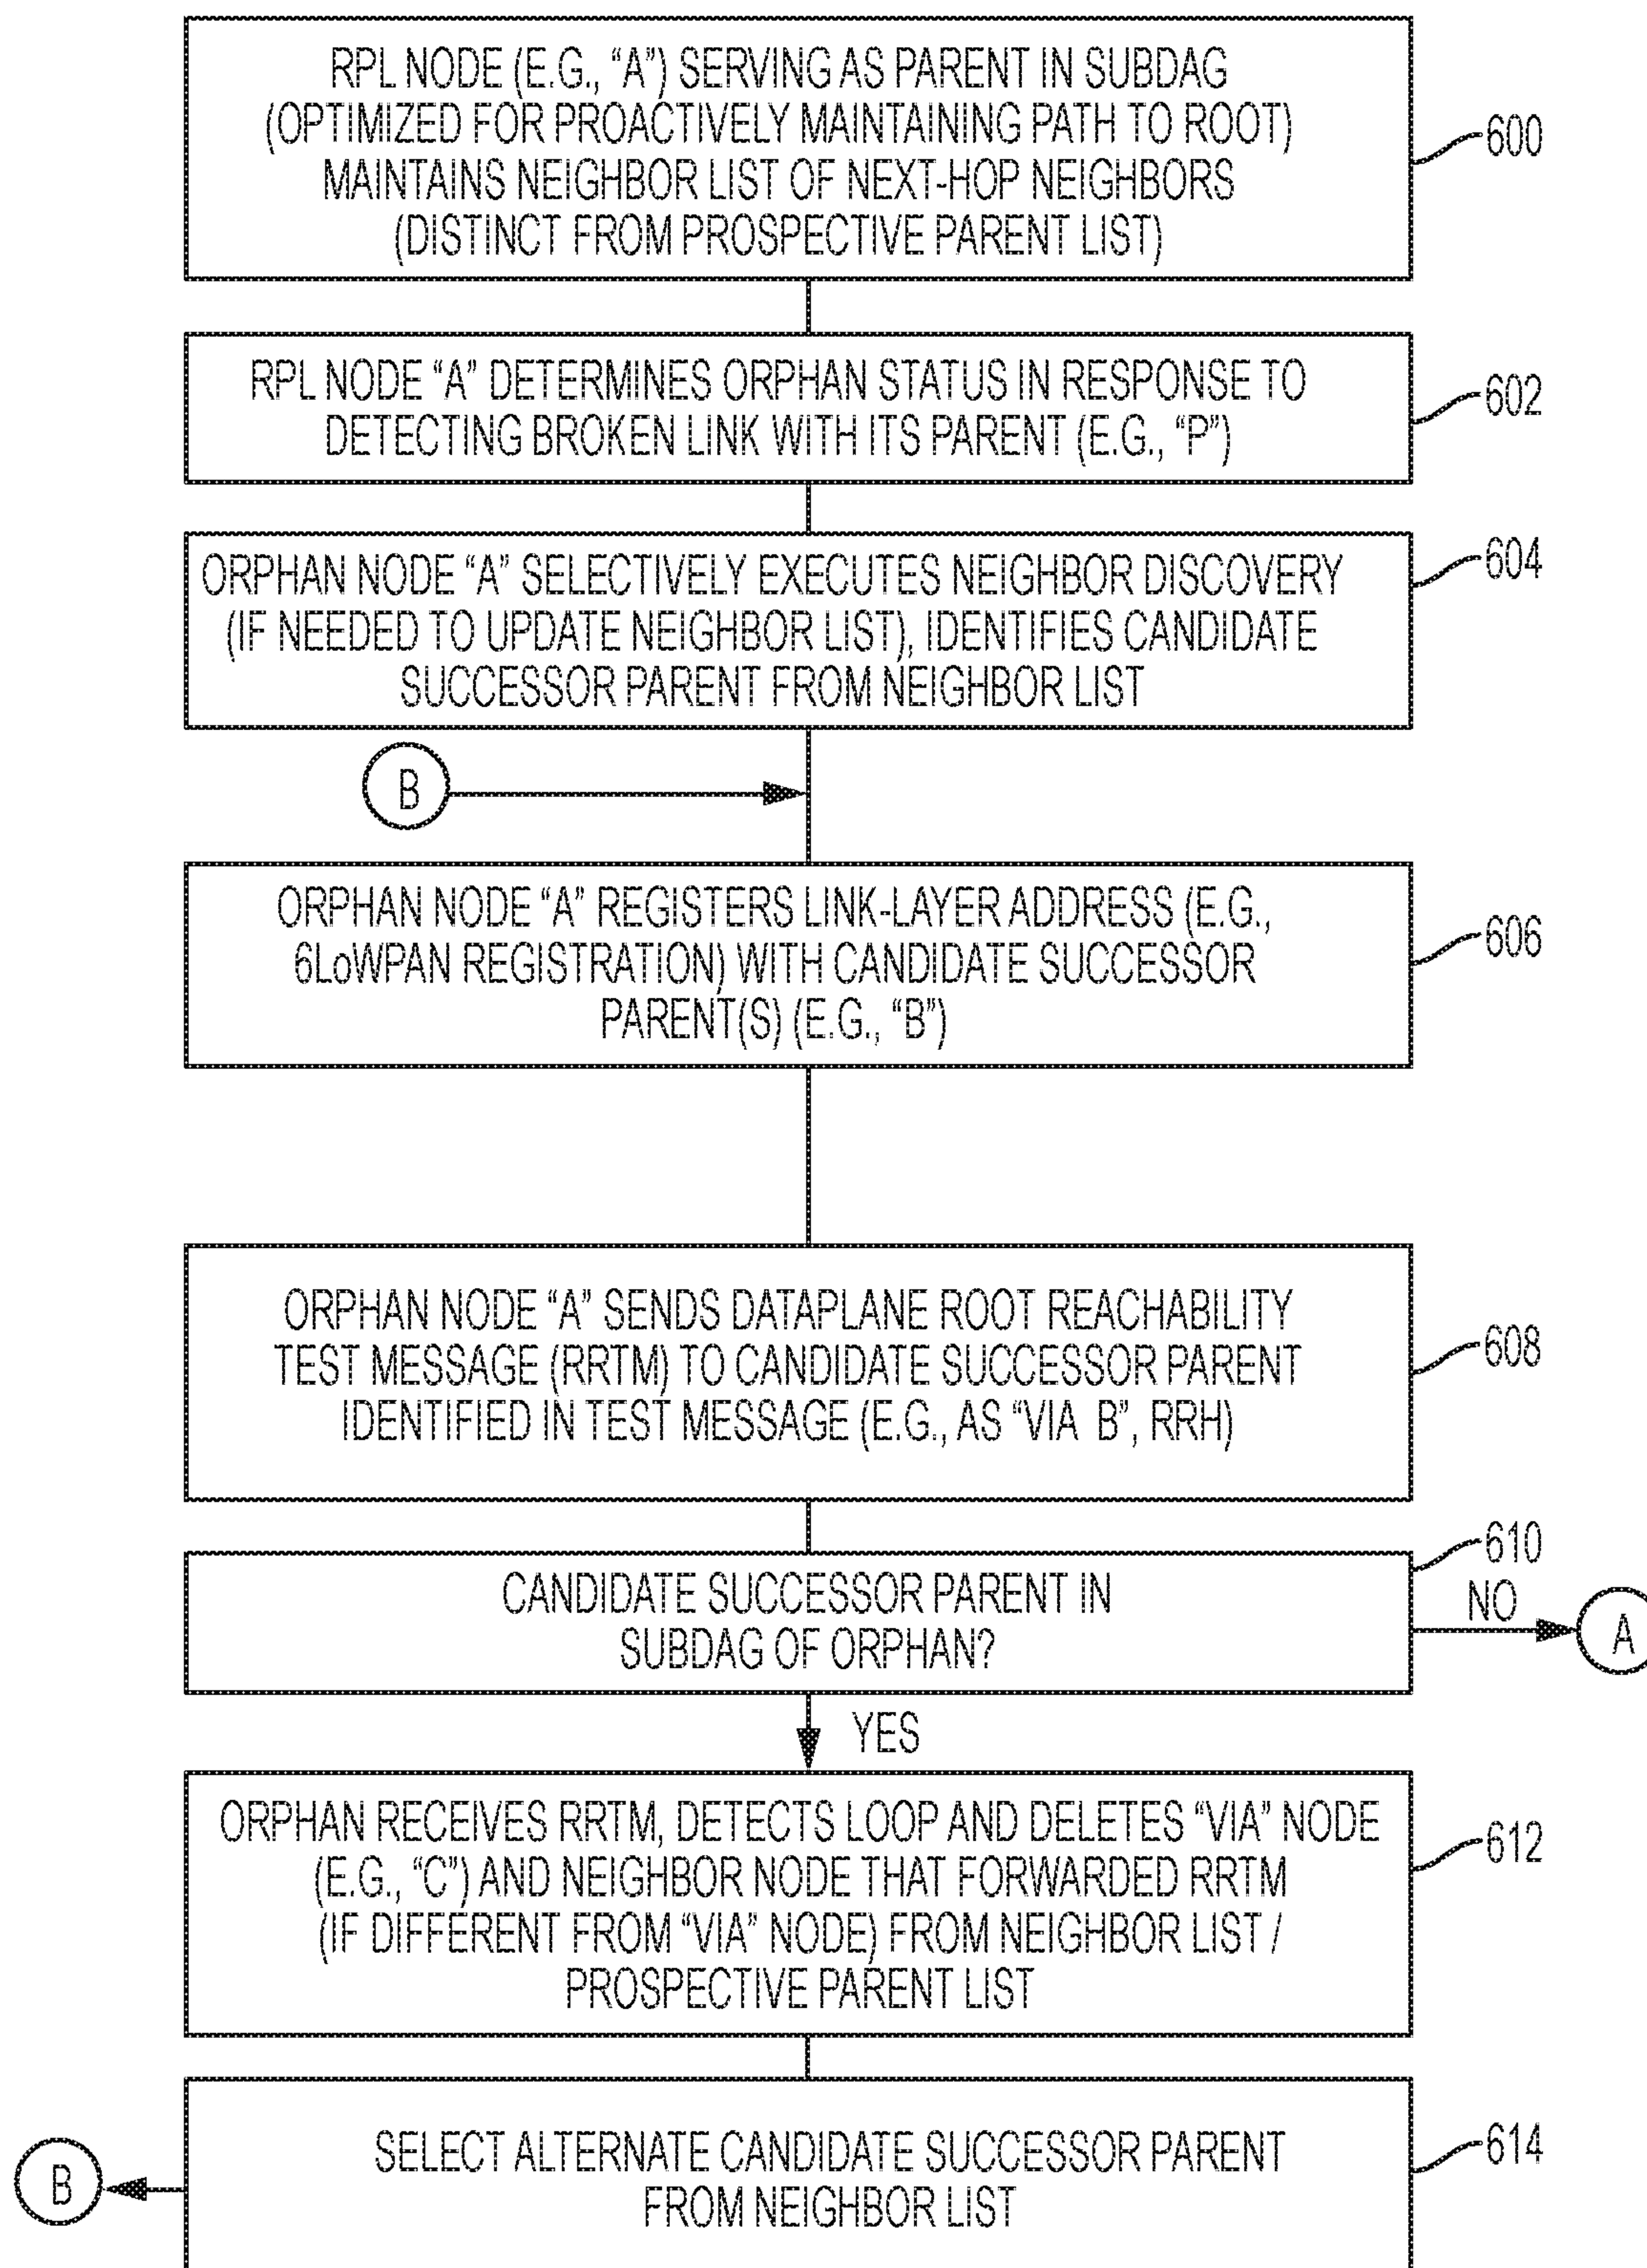 RPL NODE (E.G., “A”) SERVING AS PARENT IN SUBDAG
(OPTIMIZED FOR PROACTIVELY MAINTAINING PATH TO ROOT)
MAINTAINS NEIGHBOR LIST OF NEXT-HOP NEIGHBORS
(DISTINCT FROM PROSPECTIVE PARENT LIST)
600
RPL NODE “A” DETERMINES ORPHAN STATUS IN RESPONSE TO
DETECTING BROKEN LINK WITH ITS PARENT (E.G., “P”)
602
ORPHAN NODE “A” SELECTIVELY EXECUTES NEIGHBOR DISCOVERY
(IF NEEDED TO UPDATE NEIGHBOR LIST), IDENTIFIES CANDIDATE
SUCCESSOR PARENT FROM NEIGHBOR LIST
604
B
ORPHAN NODE “A” REGISTERS LINK-LAYER ADDRESS (E.G.,
6LoWPAN REGISTRATION) WITH CANDIDATE SUCCESSOR
PARENT(S) (E.G., “B”)
606
ORPHAN NODE “A” SENDS DATAPLANE ROOT REACHABILITY
TEST MESSAGE (RRTM) TO CANDIDATE SUCCESSOR PARENT
IDENTIFIED IN TEST MESSAGE (E.G., AS “VIA B”, RRH)
608
CANDIDATE SUCCESSOR PARENT IN
SUBDAG OF ORPHAN?
610
NO
A
YES
ORPHAN RECEIVES RRTM, DETECTS LOOP AND DELETES “VIA” NODE
(E.G., “C”) AND NEIGHBOR NODE THAT FORWARDED RRTM
(IF DIFFERENT FROM “VIA” NODE) FROM NEIGHBOR LIST /
PROSPECTIVE PARENT LIST
612
SELECT ALTERNATE CANDIDATE SUCCESSOR PARENT
FROM NEIGHBOR LIST
614
B